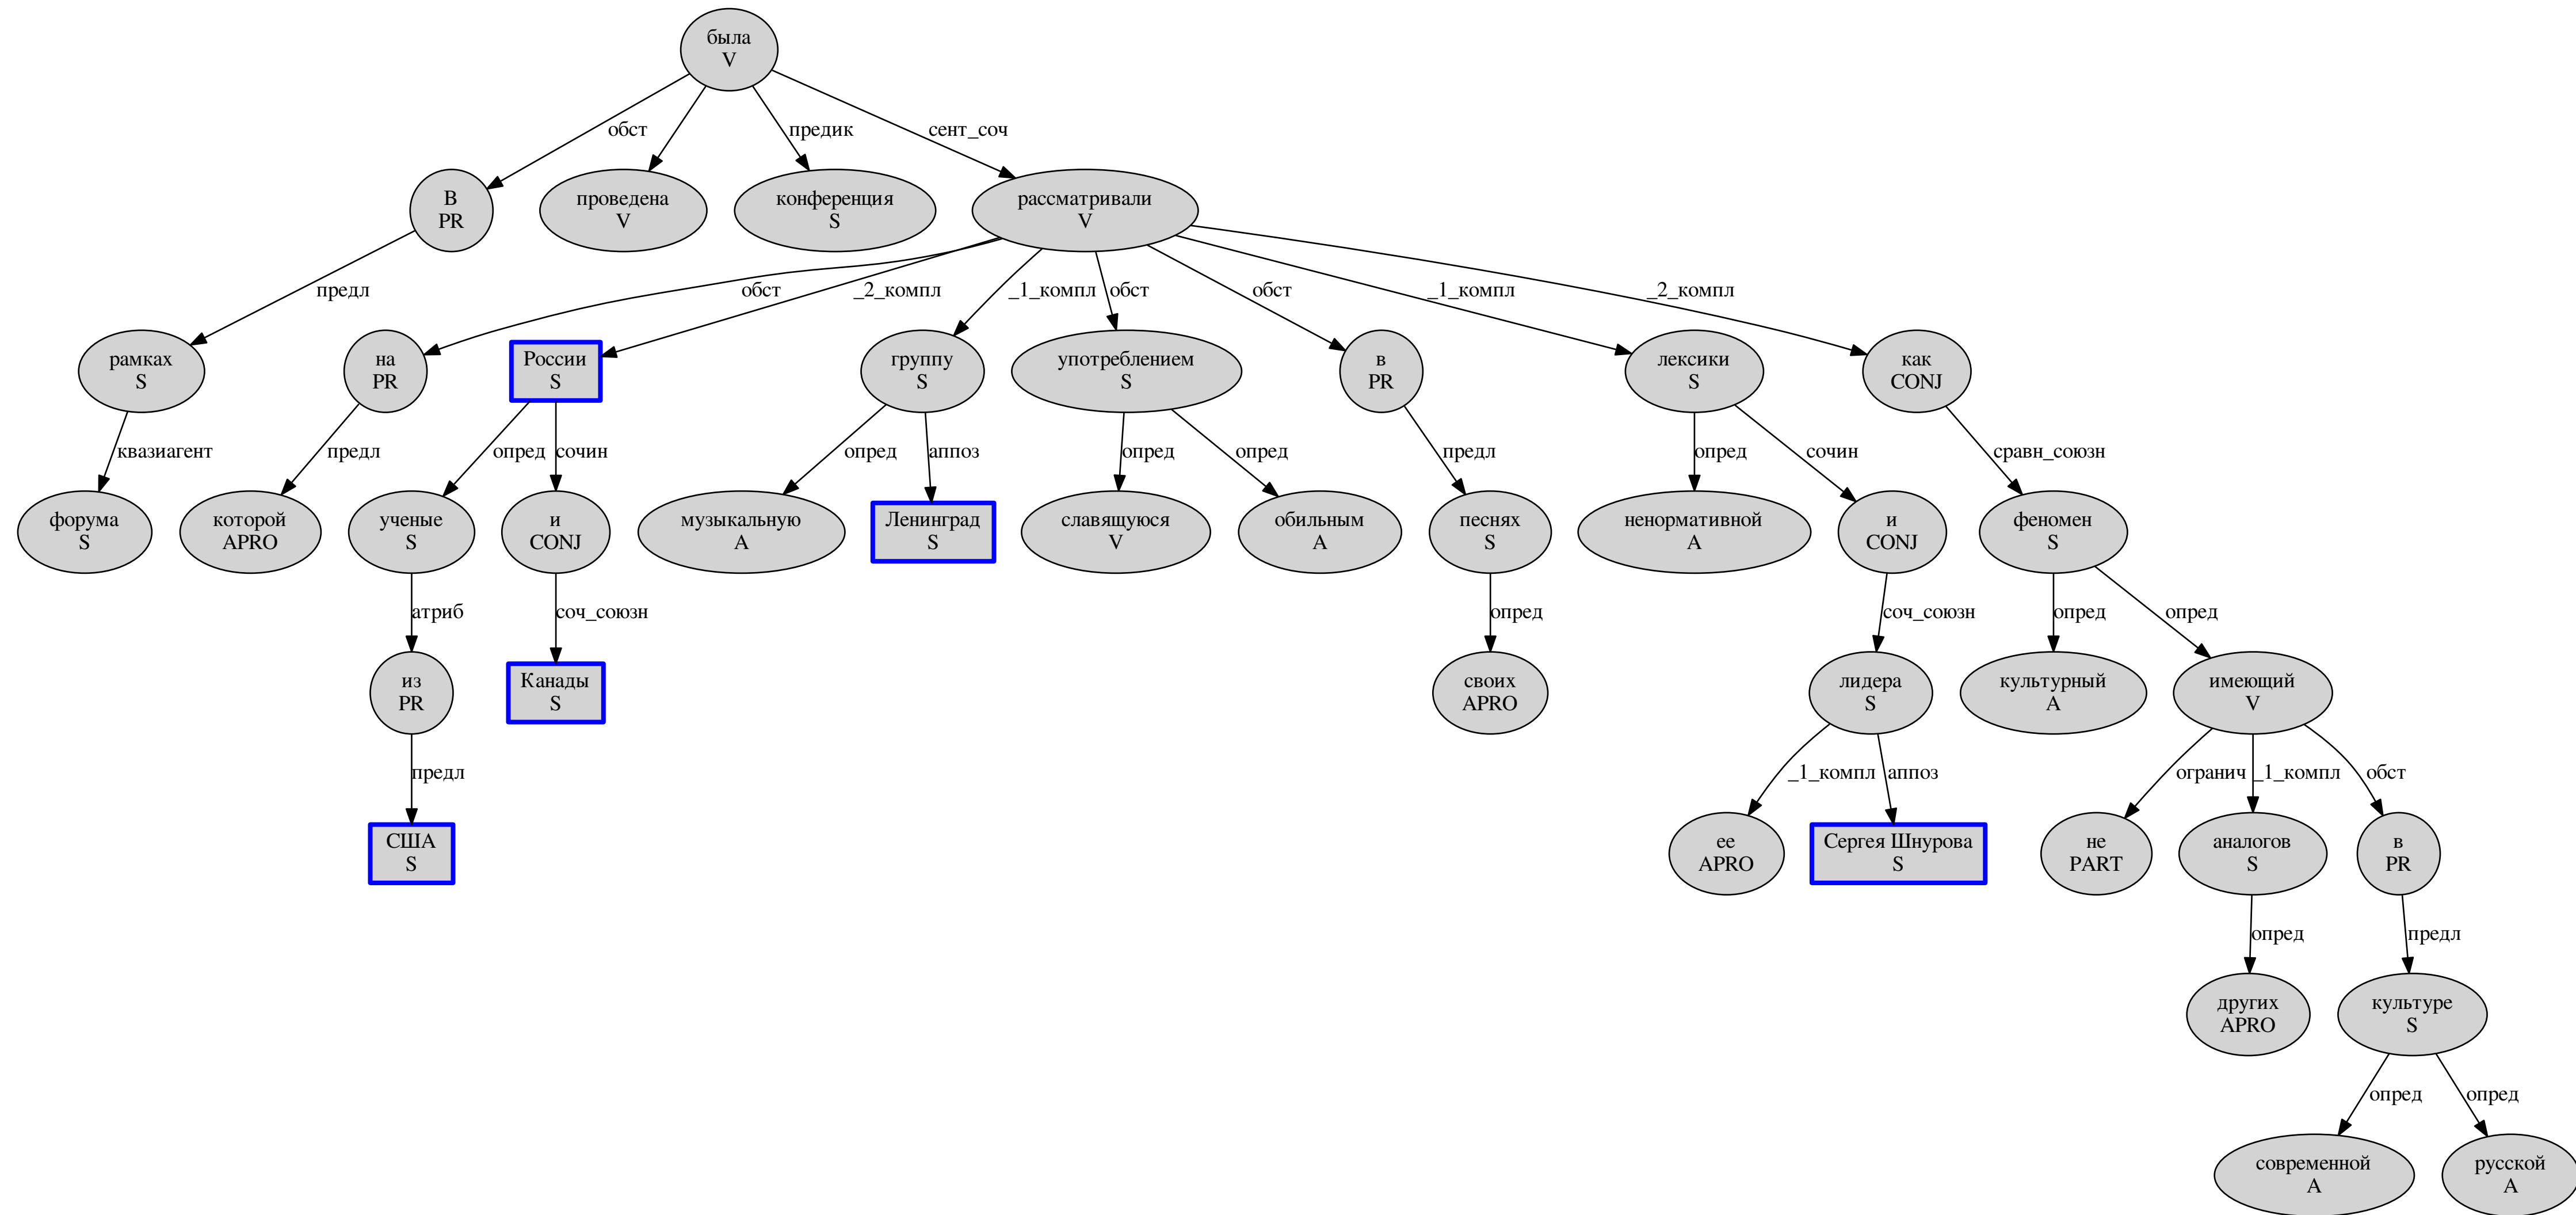 была
V
обст
предик
сент_соч
В
PR
проведена
V
конференция
S
рассматривали
V
предл
обст
_2_компл
_1_компл
обст
обст
_1_компл
_2_компл
рамках
S
на
PR
России
S
группу
S
употреблением
S
в
PR
лексики
S
как
CONJ
квазиагент
предл
опред
сочин
опред
аппоз
опред
опред
предл
опред
сочин
сравн_союзн
форума
S
которой
APRO
ученые
S
и
CONJ
музыкальную
A
Ленинград
S
славящуюся
V
обильным
A
песнях
S
ненормативной
A
и
CONJ
феномен
S
атриб
соч_союзн
опред
соч_союзн
опред
опред
из
PR
Канады
S
своих
APRO
лидера
S
культурный
A
имеющий
V
предл
_1_компл
аппоз
огранич
_1_компл
обст
США
S
ее
APRO
Сергея Шнурова
S
не
PART
аналогов
S
в
PR
опред
предл
других
APRO
культуре
S
опред
опред
современной
A
русской
A